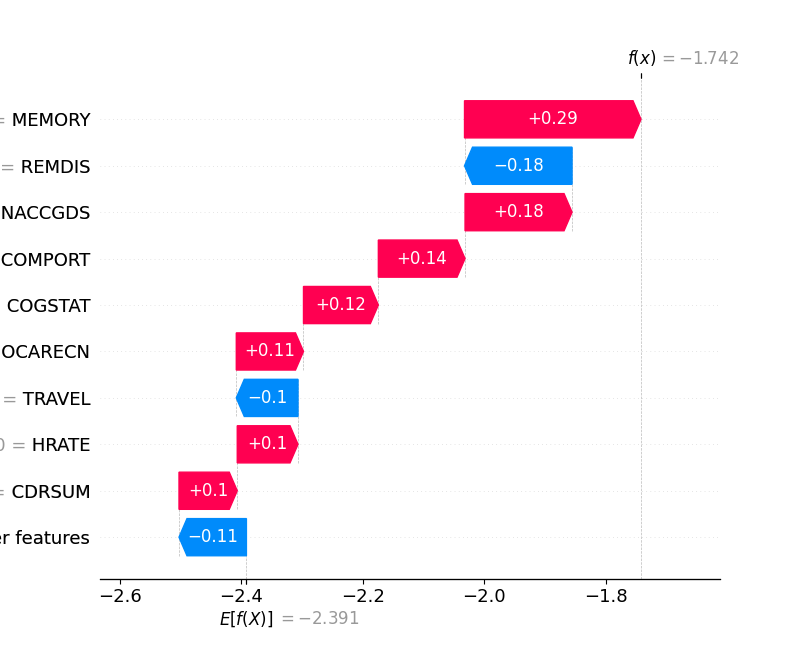 f(x) = −1.742
= MEMORY +0.29
= REMDIS −0.18
NACCGDS +0.18
COMPORT +0.14
COGSTAT +0.12
OCARECN +0.11
= TRAVEL −0.1
0 = HRATE +0.1
= CDRSUM +0.1
er features −0.11
−2.6 −2.4 −2.2 −2.0 −1.8
E[f(X)] = −2.391